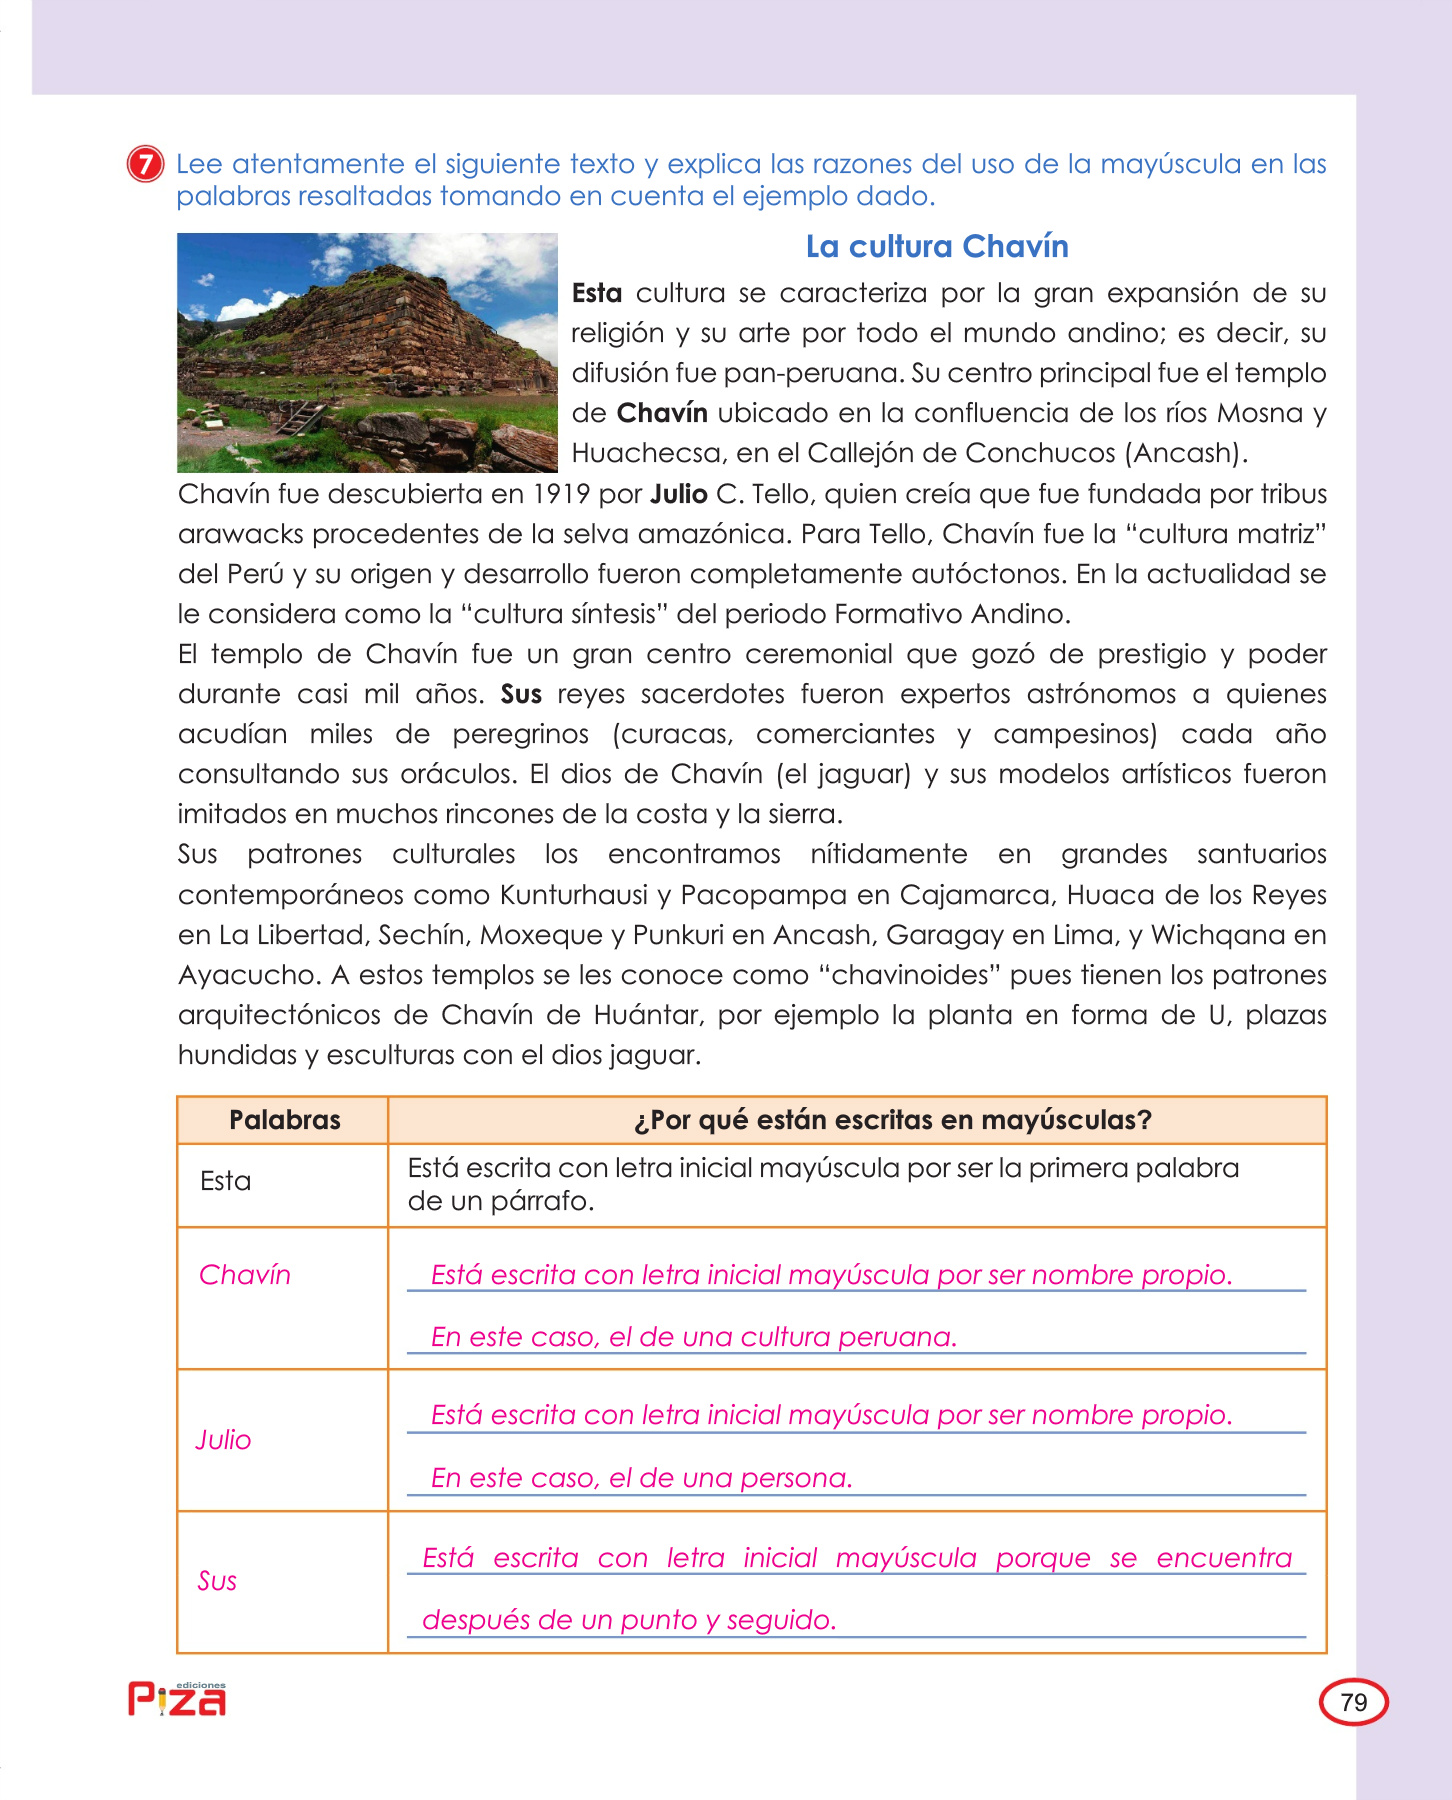 7 Lee atentamente el siguiente texto y explica las razones del uso de la mayúscula en las
palabras resaltadas tomando en cuenta el ejemplo dado.
La cultura Chavín
Esta cultura se caracteriza por la gran expansión de su
religión y su arte por todo el mundo andino; es decir, su
difusión fue pan-peruana. Su centro principal fue el templo
de Chavín ubicado en la confluencia de los ríos Mosna y
Huachecsa, en el Callejón de Conchucos (Ancash).
Chavín fue descubierta en 1919 por Julio C. Tello, quien creía que fue fundada por tribus
arawacks procedentes de la selva amazónica. Para Tello, Chavín fue la “cultura matriz”
del Perú y su origen y desarrollo fueron completamente autóctonos. En la actualidad se
le considera como la “cultura síntesis” del periodo Formativo Andino.
El templo de Chavín fue un gran centro ceremonial que gozó de prestigio y poder
durante casi mil años. Sus reyes sacerdotes fueron expertos astrónomos a quienes
acudían miles de peregrinos (curacas, comerciantes y campesinos) cada año
consultando sus oráculos. El dios de Chavín (el jaguar) y sus modelos artísticos fueron
imitados en muchos rincones de la costa y la sierra.
Sus patrones culturales los encontramos nítidamente en grandes santuarios
contemporáneos como Kunturhausi y Pacopampa en Cajamarca, Huaca de los Reyes
en La Libertad, Sechín, Moxeque y Punkuri en Ancash, Garagay en Lima, y Wichqana en
Ayacucho. A estos templos se les conoce como “chavinoides” pues tienen los patrones
arquitectónicos de Chavín de Huántar, por ejemplo la planta en forma de U, plazas
hundidas y esculturas con el dios jaguar.
Palabras ¿Por qué están escritas en mayúsculas?
Esta
Está escrita con letra inicial mayúscula por ser la primera palabra
de un párrafo.
Chavín Está escrita con letra inicial mayúscula por ser nombre propio.
En este caso, el de una cultura peruana.
Julio
Está escrita con letra inicial mayúscula por ser nombre propio.
En este caso, el de una persona.
Sus
Está escrita con letra inicial mayúscula porque se encuentra
después de un punto y seguido.
ediciones
Piza
79